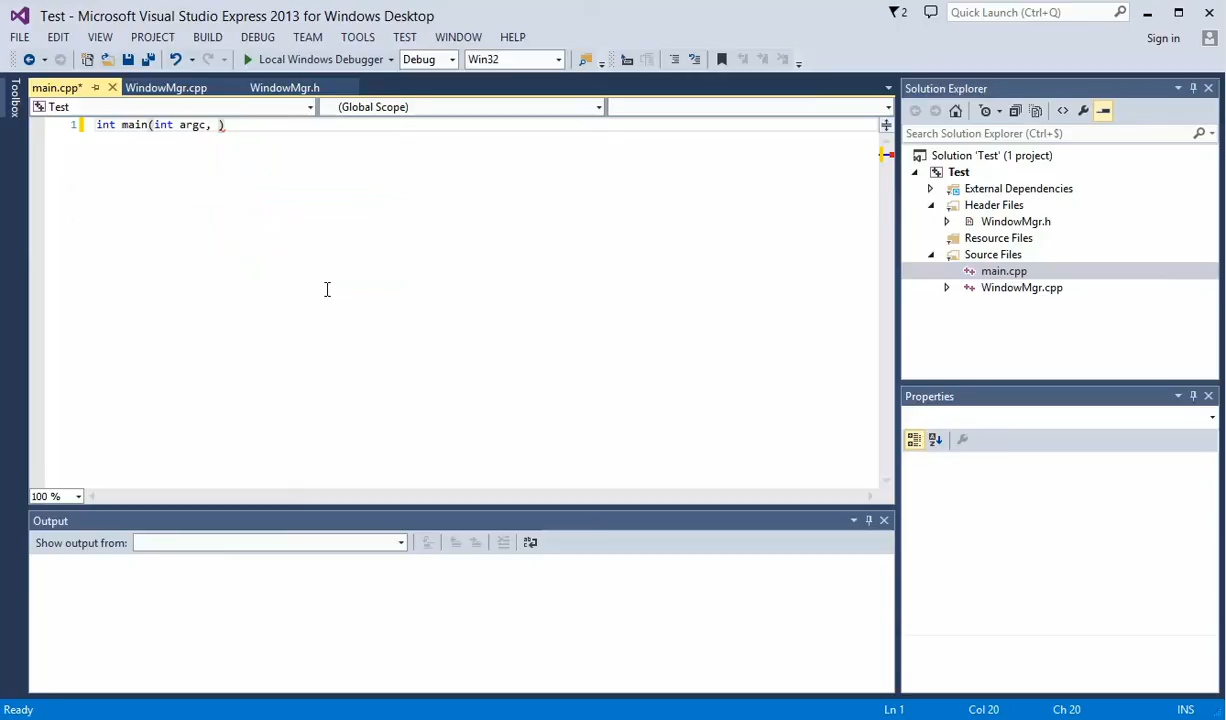 Test - Microsoft Visual Studio Express 2013 for Windows Desktop
2
Quick Launch (Ctrl+Q)
FILE EDIT VIEW PROJECT BUILD DEBUG TEAM TOOLS TEST WINDOW HELP
Sign in
Local Windows Debugger Debug Win32
Toolbox
main.cpp* WindowMgr.cpp WindowMgr.h
Test (Global Scope)
1 int main(int argc, )
100 %
Output
Show output from:
Solution Explorer
Search Solution Explorer (Ctrl+$)
Solution 'Test' (1 project)
Test
External Dependencies
Header Files
WindowMgr.h
Resource Files
Source Files
main.cpp
WindowMgr.cpp
Properties
Ready Ln 1 Col 20 Ch 20 INS